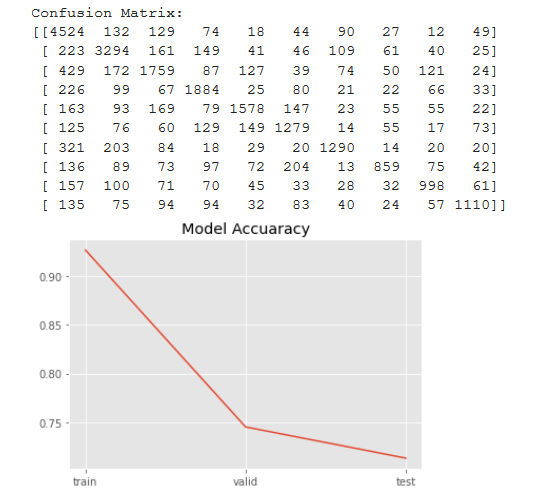 Confusion Matrix:
[[4524 132 129 74 18 44 90 27 12 49]
[ 223 3294 161 149 41 46 109 61 40 25]
[ 429 172 1759 87 127 39 74 50 121 24]
[ 226 99 67 1884 25 80 21 22 66 33]
[ 163 93 169 79 1578 147 23 55 55 22]
[ 125 76 60 129 149 1279 14 55 17 73]
[ 321 203 84 18 29 20 1290 14 20 20]
[ 136 89 73 97 72 204 13 859 75 42]
[ 157 100 71 70 45 33 28 32 998 61]
[ 135 75 94 94 32 83 40 24 57 1110]]
Model Accuaracy
0.90
0.85
0.80
0.75
train valid test